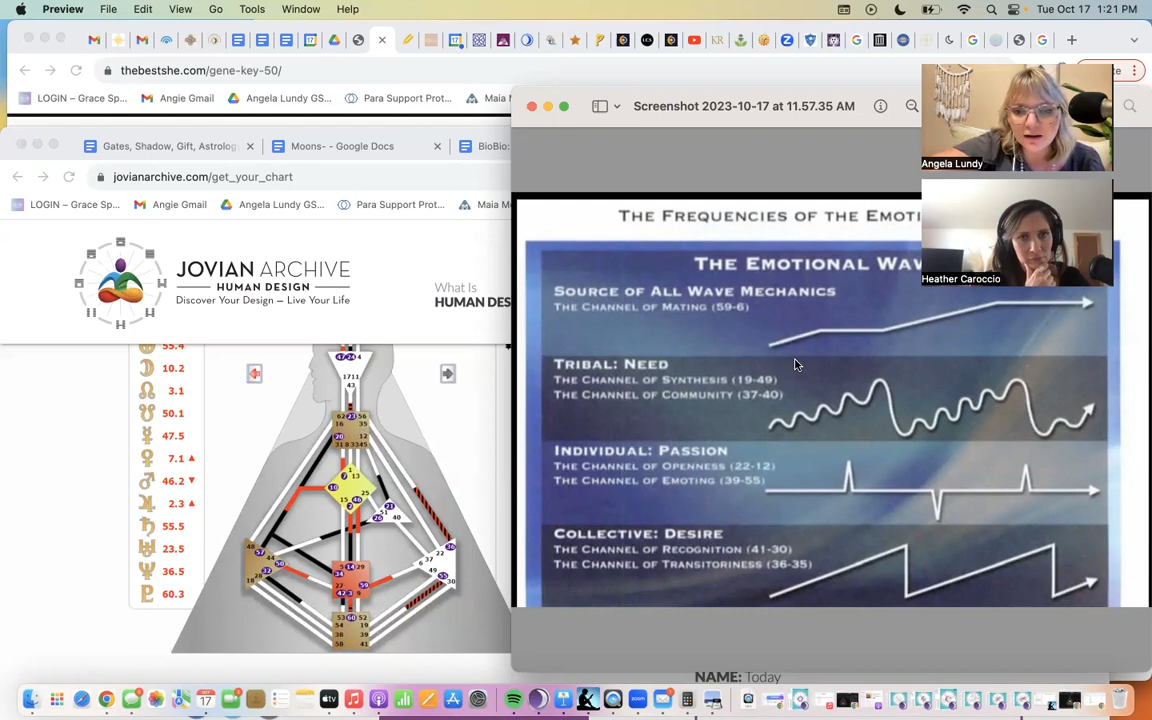 Preview File Edit View Go Tools Window Help
Tue Oct 17 1:21 PM
thebestshe.com/gene-key-50/
LOGIN – Grace Sp... Angie Gmail Angela Lundy GS... Para Support Prot... Maia M
Screenshot 2023-10-17 at 11.57.35 AM
Gates, Shadow, Gift, Astrolog
Moons- - Google Docs
BioBio:
jovianarchive.com/get_your_chart
LOGIN – Grace Sp... Angie Gmail Angela Lundy GST... Para Support Prot... Maia M
JOVIAN ARCHIVE
HUMAN DESIGN
Discover Your Design – Live Your Life
What Is
HUMAN DES
55.4
10.2
3.1
50.1
47.5
7.1
46.2
2.3
55.5
23.5
36.5
60.3
The Frequencies of the Emoti
The Emotional Wav
Source of All Wave Mechanics
The Channel of Mating (59-6)
Tribal: Need
The Channel of Synthesis (19-49)
The Channel of Community (37-40)
Individual: Passion
The Channel of Openness (22-12)
The Channel of Emoting (39-55)
Collective: Desire
The Channel of Recognition (41-30)
The Channel of Transitoriness (36-35)
Angela Lundy
Heather Caroccio
NAME: Today